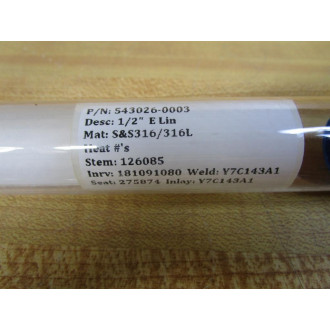 P/N: 543026-0003
Desc: 1/2" E Lin
Mat: S&S316/316L
Heat #'s
Stem: 126085
Inrv: 181091080 Weld: Y7C143A1
Seat: 275874 Inlay: Y7C143A1